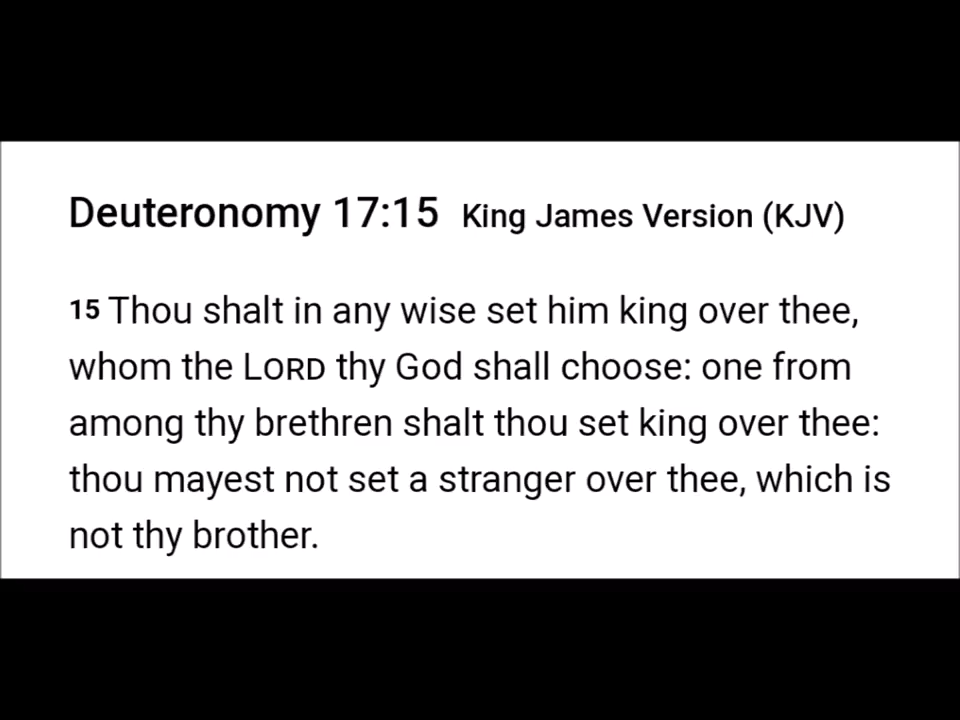 Deuteronomy 17:15 King James Version (KJV)
15 Thou shalt in any wise set him king over thee,
whom the LORD thy God shall choose: one from
among thy brethren shalt thou set king over thee:
thou mayest not set a stranger over thee, which is
not thy brother.